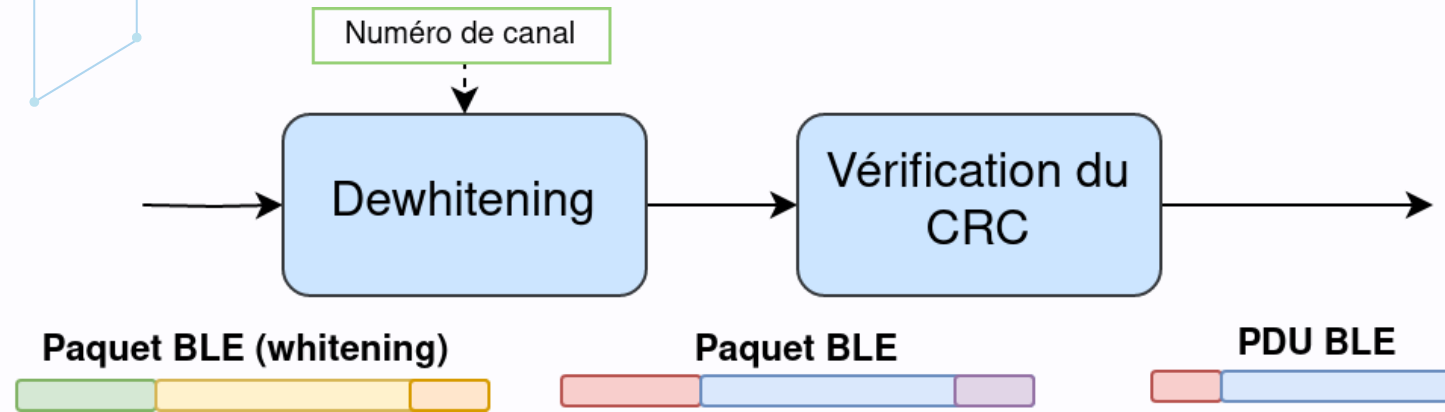 Numéro de canal
Dewhitening
Vérification du
CRC
Paquet BLE (whitening)
Paquet BLE
PDU BLE